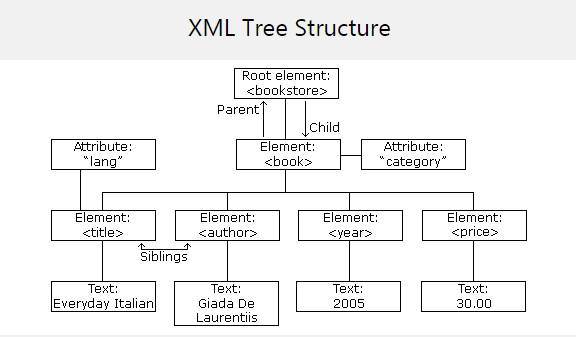 XML Tree Structure
Root element:
<bookstore>
Parent
Child
Attribute:
“lang”
Element:
<book>
Attribute:
“category”
Element:
<title>
Element:
<author>
Element:
<year>
Element:
<price>
Siblings
Text:
Everyday Italian
Text:
Giada De
Laurentiis
Text:
2005
Text:
30.00